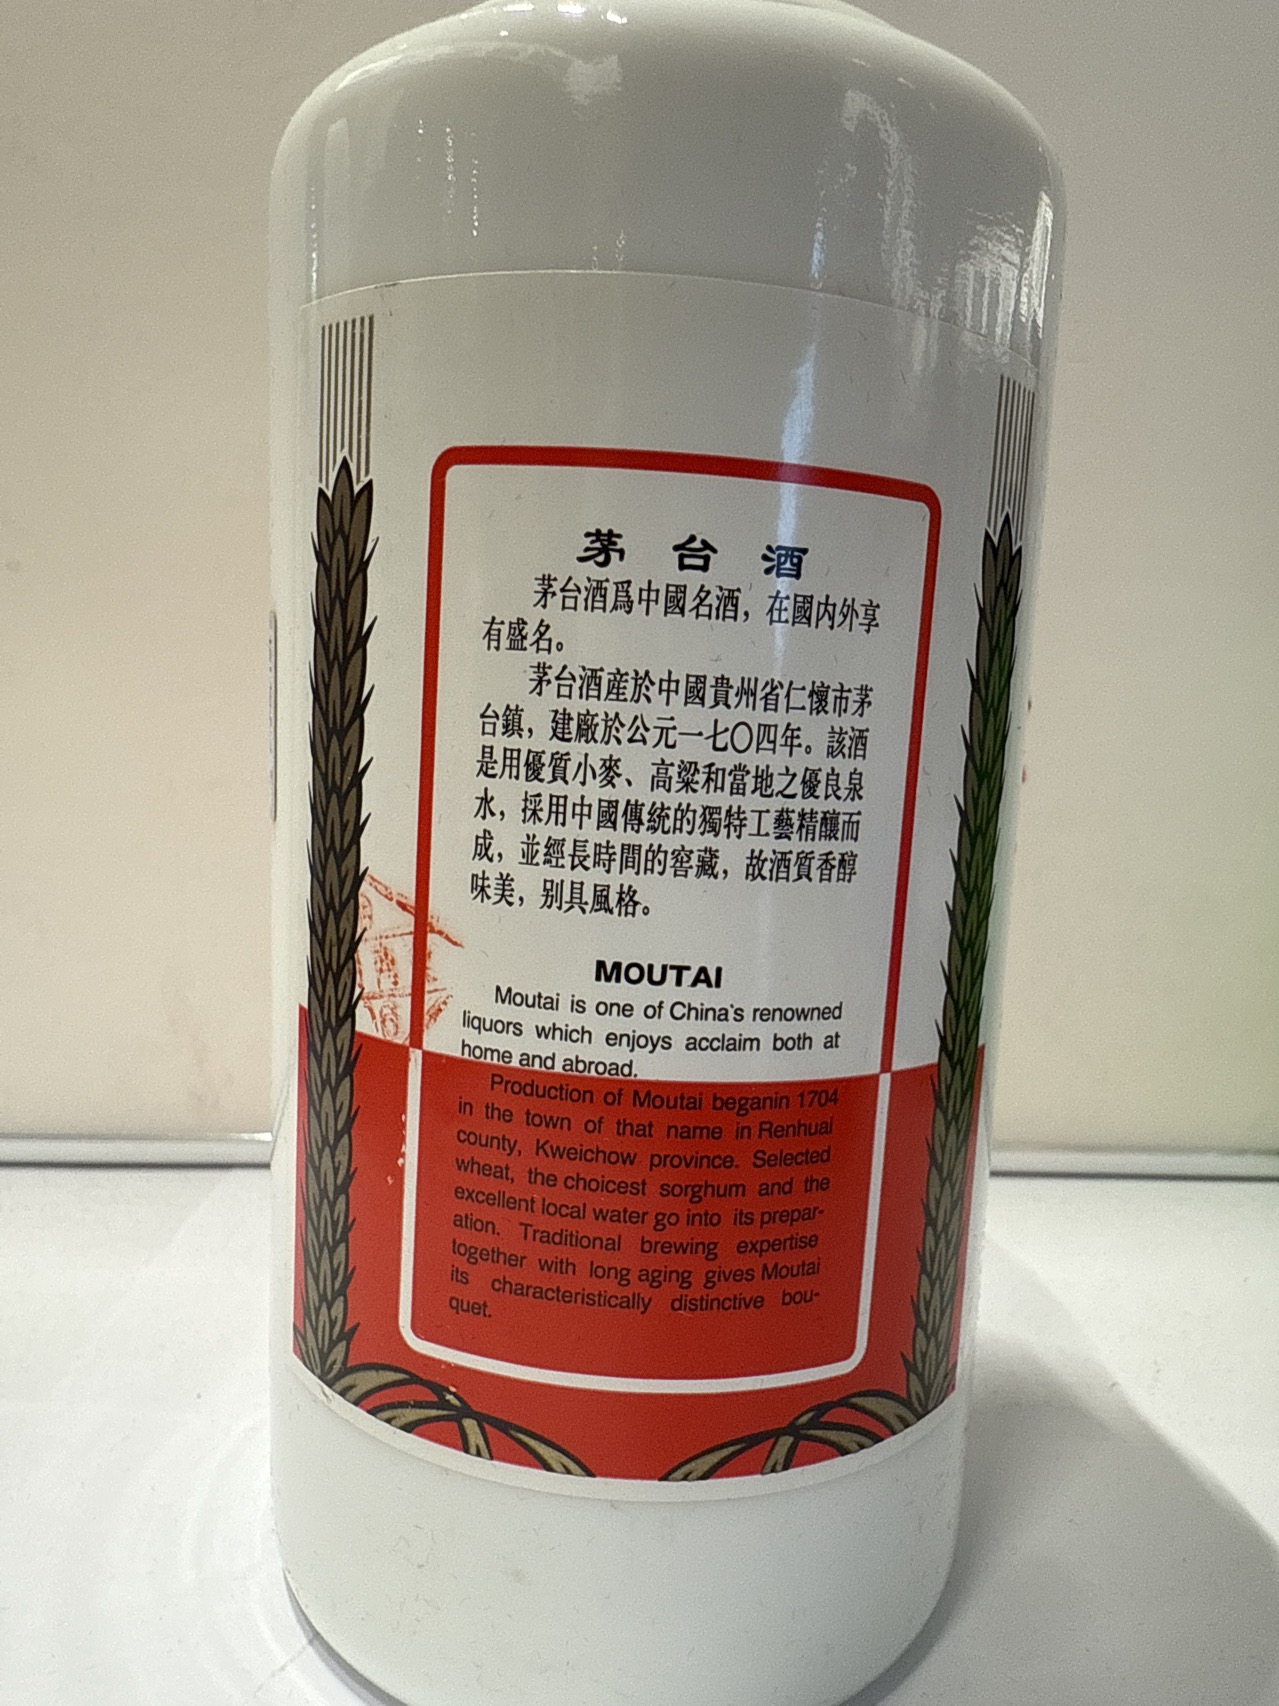 茅台酒
茅台酒爲中國名酒，在國内外享
有盛名。
茅台酒産於中國貴州省仁懷市茅
台鎮，建廠於公元一七〇四年。該酒
是用優質小麥、高粱和當地之優良泉
水，採用中國傳統的獨特工藝精釀而
成，並經長時間的窖藏，故酒質香醇
味美，别具風格。
MOUTAI
Moutai is one of China's renowned
liquors which enjoys acclaim both at
home and abroad.
Production of Moutai beganin 1704
in the town of that name in Renhuai
county, Kweichow province. Selected
wheat, the choicest sorghum and the
excellent local water go into its prepar-
ation. Traditional brewing expertise
together with long aging gives Moutai
its characteristically distinctive bou-
quet.